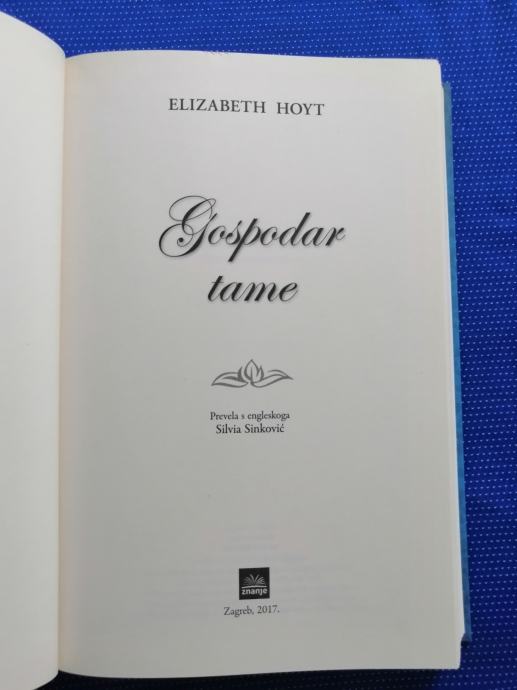 ELIZABETH HOYT
Gospodar
tame
Prevela s engleskoga
Silvia Sinković
znanje
Zagreb, 2017.